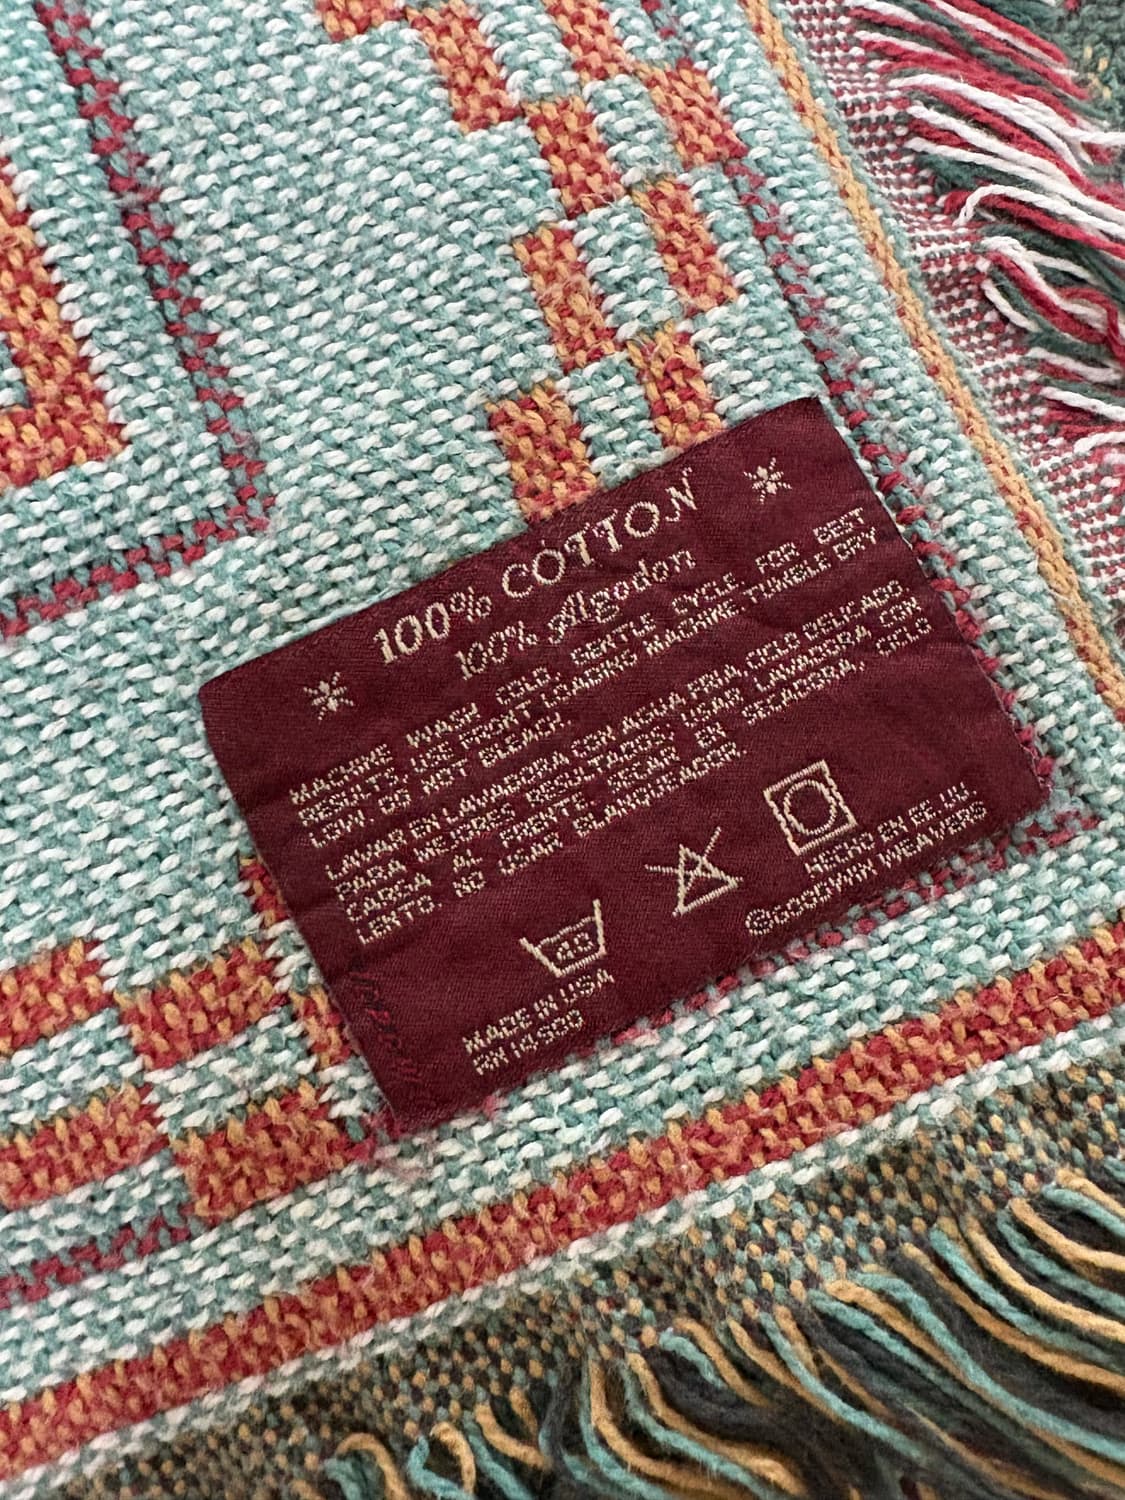 100% COTTON
100% Algodon
MACHINE WASH COLD, GENTLE CYCLE. FOR BEST
RESULTS, USE FRONT LOADING MACHINE. TUMBLE DRY
LOW. DO NOT BLEACH.
LAVAR EN LAVADORA CON AGUA FRIA, CICLO DELICADO
PARA MEJORES RESULTADOS, USAR LAVADORA CON
CARGA AL FRENTE. SECAR EN SECADORA, CICLO
LENTO. NO USAR BLANQUEADOR.
MADE IN USA
HECHO EN EE. UU.
GOODWIN WEAVERS